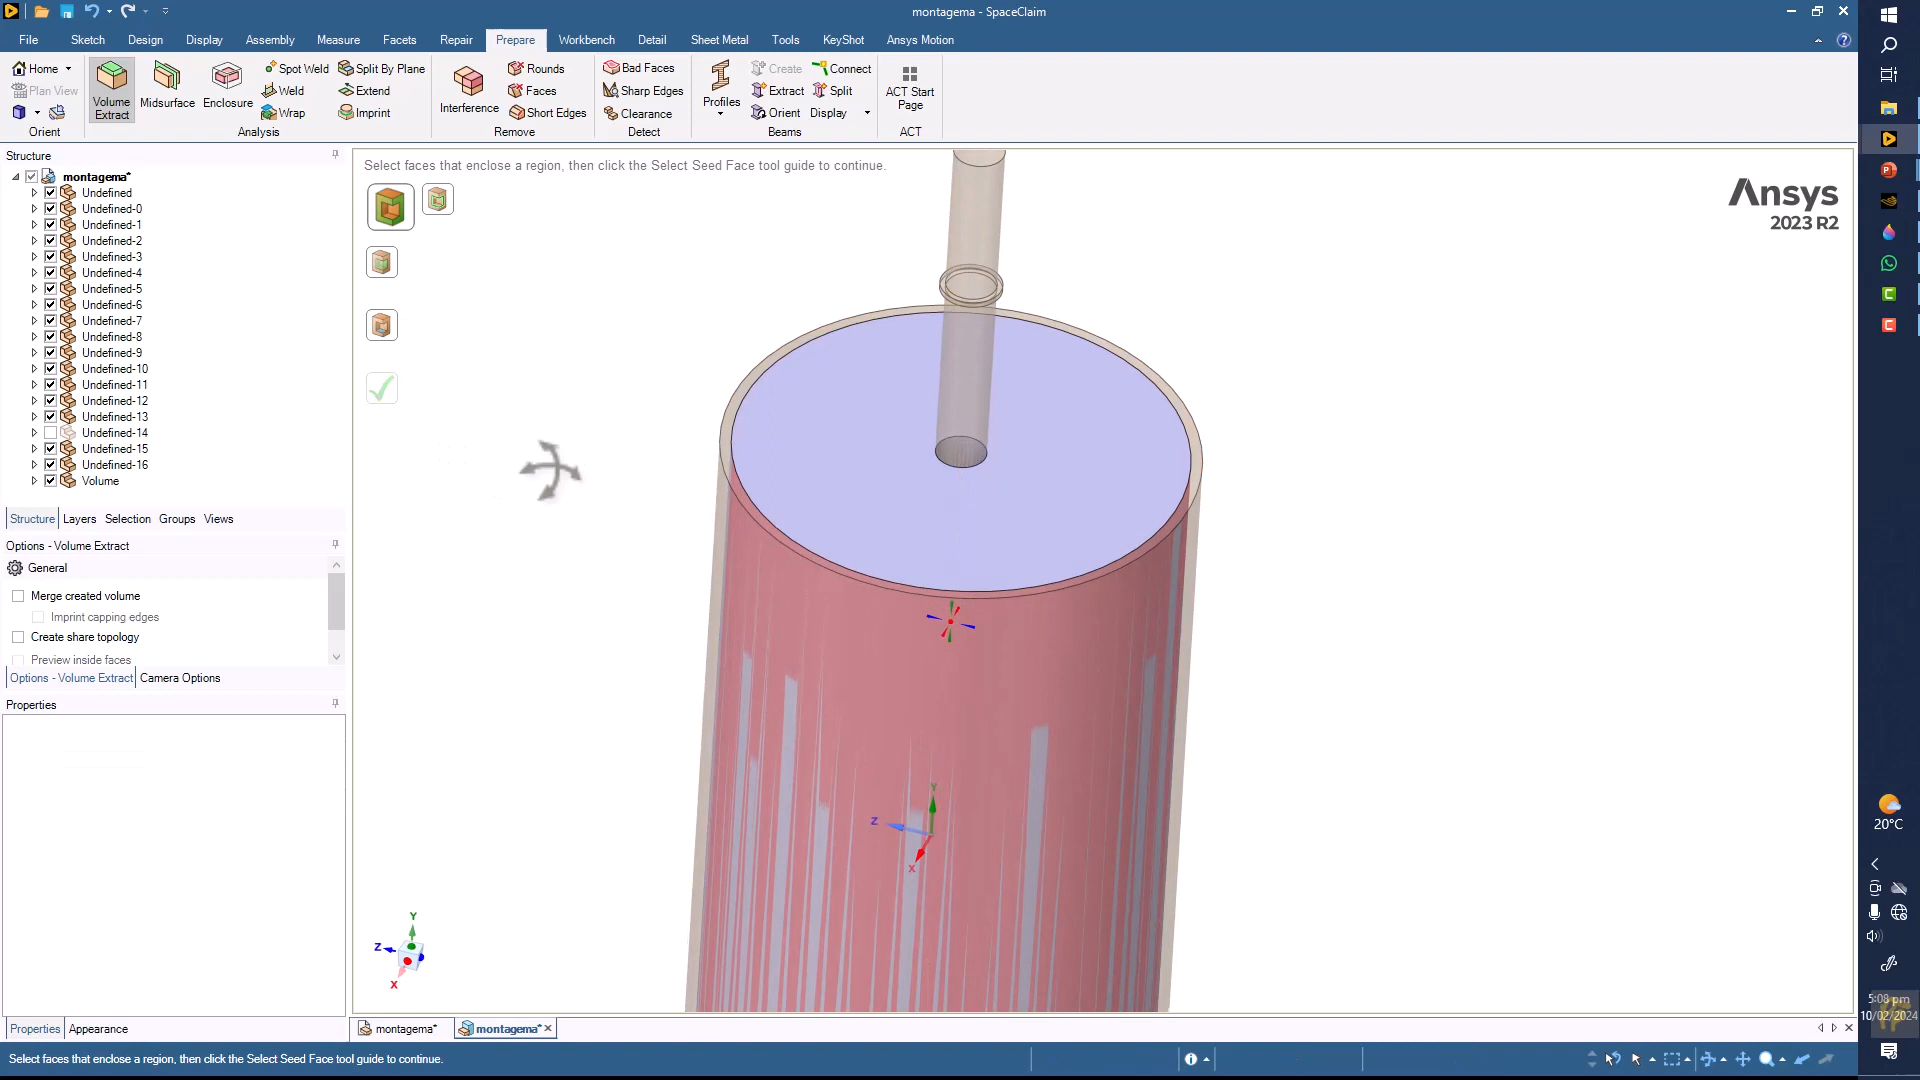 montagema - SpaceClaim
File Sketch Design Display Assembly Measure Facets Repair Prepare Workbench Detail Sheet Metal Tools KeyShot Ansys Motion
Home
Plan View
Orient
Volume Extract
Midsurface
Enclosure
Spot Weld
Weld
Wrap
Split By Plane
Extend
Imprint
Analysis
Interference
Rounds
Faces
Short Edges
Remove
Bad Faces
Sharp Edges
Clearance
Detect
Profiles
Create
Extract
Orient
Connect
Split
Display
Beams
ACT Start Page
ACT
Structure
montagema*
Undefined
Undefined-0
Undefined-1
Undefined-2
Undefined-3
Undefined-4
Undefined-5
Undefined-6
Undefined-7
Undefined-8
Undefined-9
Undefined-10
Undefined-11
Undefined-12
Undefined-13
Undefined-14
Undefined-15
Undefined-16
Volume
Structure Layers Selection Groups Views
Options - Volume Extract
General
Merge created volume
Imprint capping edges
Create share topology
Preview inside faces
Options - Volume Extract Camera Options
Properties
Properties Appearance
Select faces that enclose a region, then click the Select Seed Face tool guide to continue.
Ansys
2023 R2
Y
Z
X
Y
Z
X
montagema* montagema*
Select faces that enclose a region, then click the Select Seed Face tool guide to continue.
20°C
5:08 pm
10/02/2024